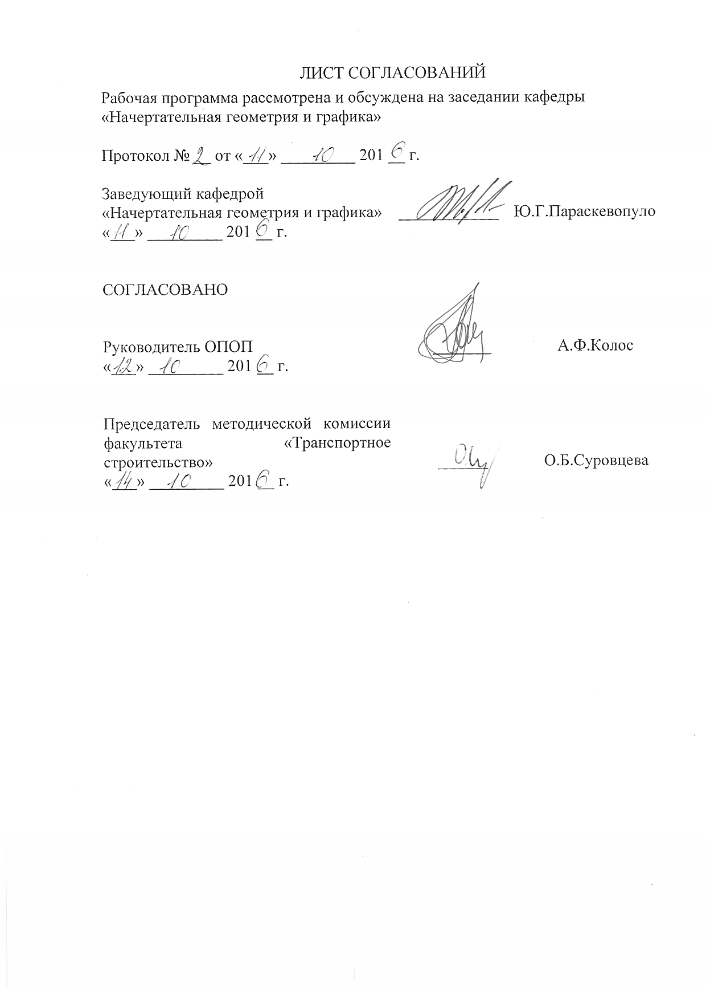 ЛИСТ СОГЛАСОВАНИЙ
Рабочая программа рассмотрена и обсуждена на заседании кафедры
«Начертательная геометрия и графика»
Протокол № 2 от «11» 10 2016 г.
Заведующий кафедрой
«Начертательная геометрия и графика» Ю.Г.Параскевопуло
«11» 10 2016 г.
СОГЛАСОВАНО
Руководитель ОПОП А.Ф.Колос
«12» 10 2016 г.
Председатель методической комиссии
факультета «Транспортное
строительство» О.Б.Суровцева
«14» 10 2016 г.